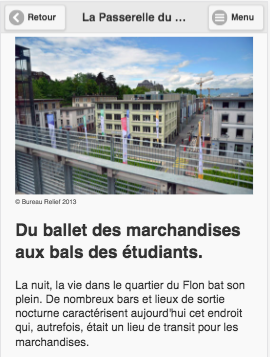 Retour
La Passerelle du ...
Menu
© Bureau Relief 2013
Du ballet des marchandises
aux bals des étudiants.
La nuit, la vie dans le quartier du Flon bat son
plein. De nombreux bars et lieux de sortie
nocturne caractérisent aujourd'hui cet endroit
qui, autrefois, était un lieu de transit pour les
marchandises.